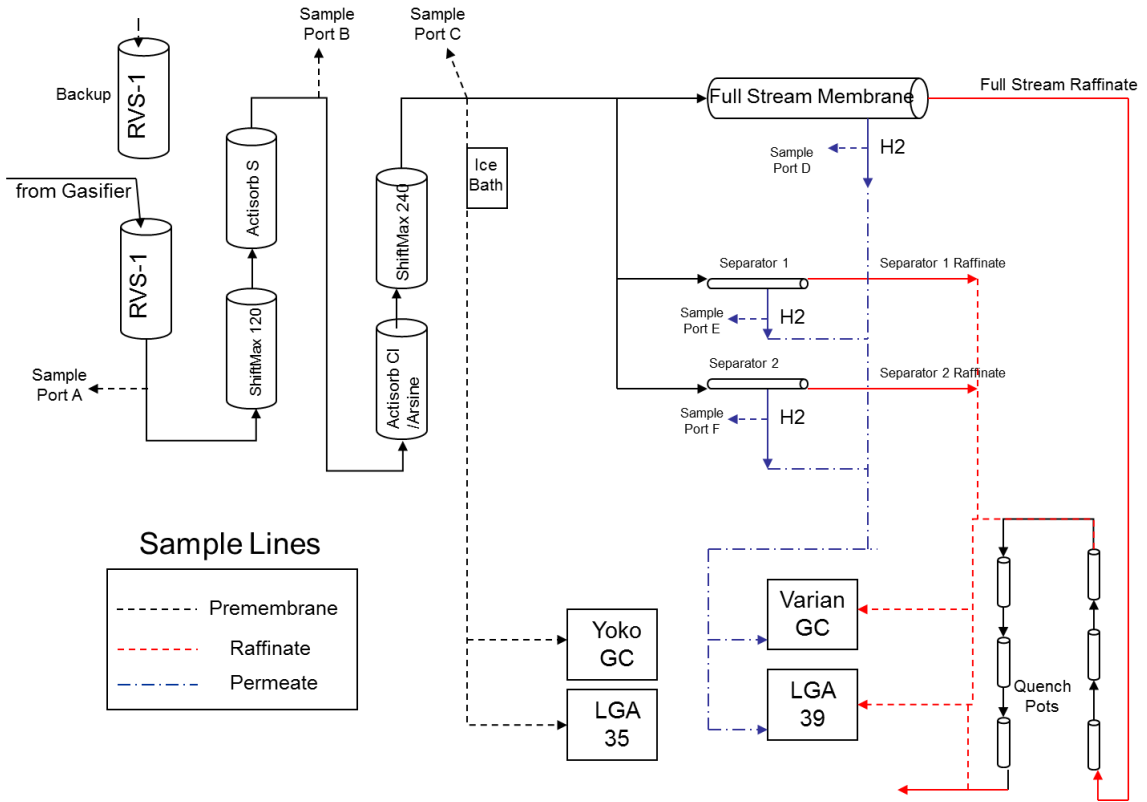 Sample
Port B
Sample
Port C
Backup
RVS-1
Full Stream Membrane
Full Stream Raffinate
from Gasifier
RVS-1
Actisorb S
ShiftMax 120
ShiftMax 240
Actisorb Cl
/Arsine
Ice
Bath
Sample
Port D
H2
Separator 1
Separator 1 Raffinate
Sample
Port E
H2
Separator 2
Separator 2 Raffinate
Sample
Port F
H2
Sample
Port A
Sample Lines
Premembrane
Raffinate
Permeate
Yoko
GC
LGA
35
Varian
GC
LGA
39
Quench
Pots